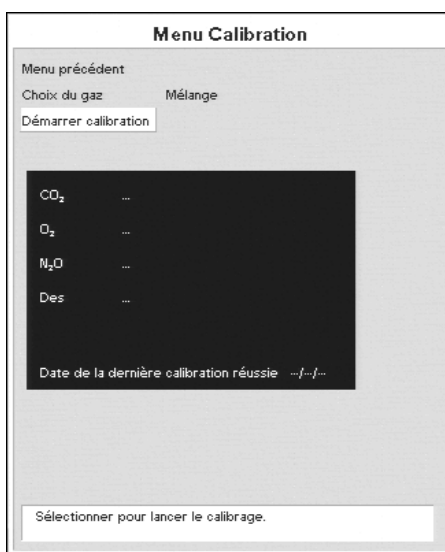 Menu Calibration
Menu précédent
Choix du gaz Mélange
Démarrer calibration
CO₂ ...
O₂ ...
N₂O ...
Des ...
Date de la dernière calibration réussie ---/--/---
Sélectionner pour lancer le calibrage.